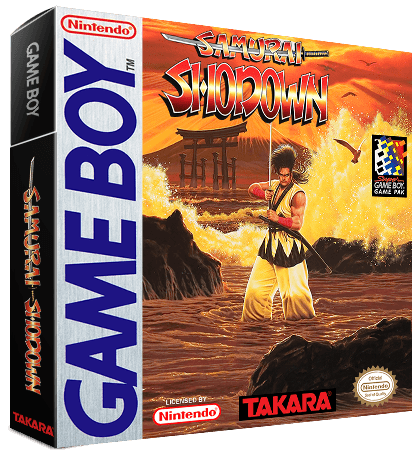 GAME BOY
SAMURAI
SHODOWN
TAKARA
Nintendo
GAME BOY
TM
SAMURAI
SHODOWN
GAME BOY
GAME PAK
LICENSED BY
Nintendo
TAKARA
Official
Nintendo
Seal of Quality